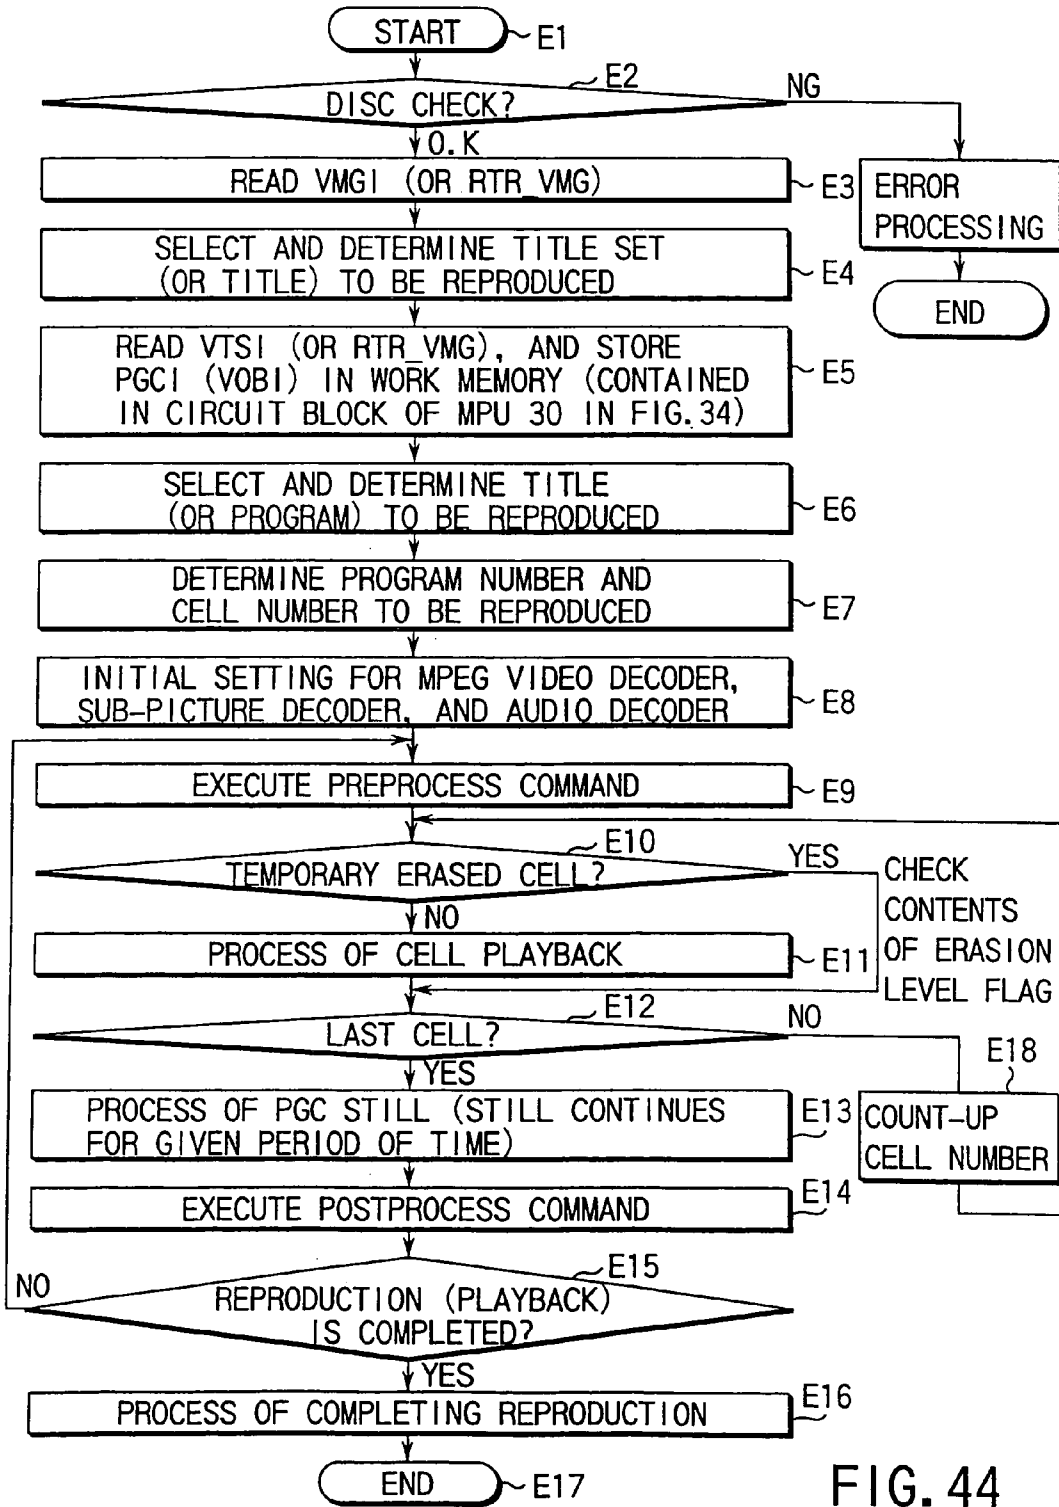 START
E1
E2
DISC CHECK?
NG
O.K
READ VMGI (OR RTR_VMG)
E3
ERROR
PROCESSING
END
SELECT AND DETERMINE TITLE SET
(OR TITLE) TO BE REPRODUCED
E4
READ VTSI (OR RTR_VMG), AND STORE
PGCI (VOBI) IN WORK MEMORY (CONTAINED
IN CIRCUIT BLOCK OF MPU 30 IN FIG.34)
E5
SELECT AND DETERMINE TITLE
(OR PROGRAM) TO BE REPRODUCED
E6
DETERMINE PROGRAM NUMBER AND
CELL NUMBER TO BE REPRODUCED
E7
INITIAL SETTING FOR MPEG VIDEO DECODER,
SUB-PICTURE DECODER, AND AUDIO DECODER
E8
EXECUTE PREPROCESS COMMAND
E9
E10
TEMPORARY ERASED CELL?
YES
NO
CHECK
CONTENTS
OF ERASION
LEVEL FLAG
PROCESS OF CELL PLAYBACK
E11
E12
LAST CELL?
NO
YES
E18
COUNT-UP
CELL NUMBER
PROCESS OF PGC STILL (STILL CONTINUES
FOR GIVEN PERIOD OF TIME)
E13
EXECUTE POSTPROCESS COMMAND
E14
E15
NO
REPRODUCTION (PLAYBACK)
IS COMPLETED?
YES
PROCESS OF COMPLETING REPRODUCTION
E16
END
E17
FIG. 44